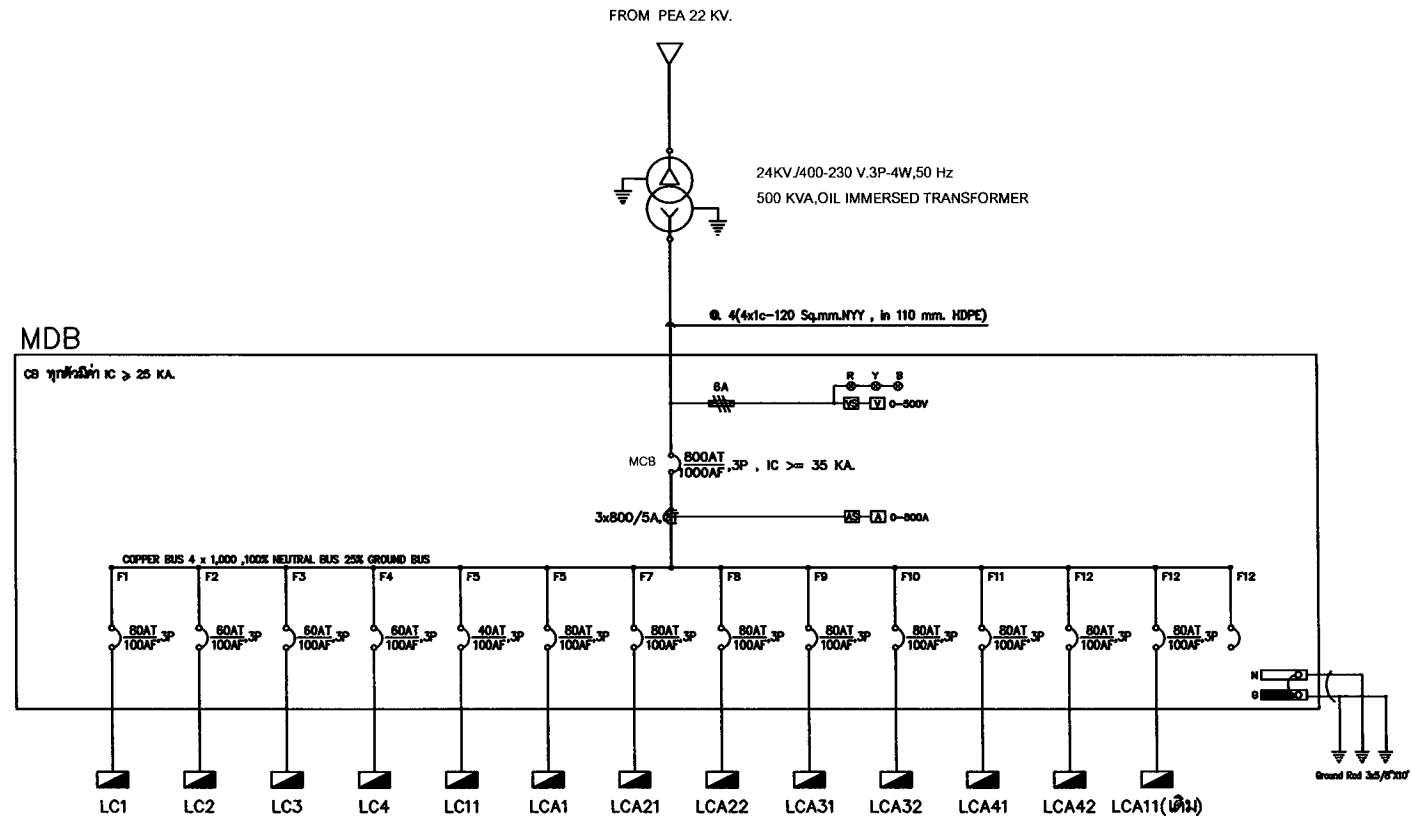 FROM PEA 22 KV.
24KV./400-230 V.3P-4W,50 Hz
500 KVA,OIL IMMERSED TRANSFORMER
4(4x1c-120 Sq.mm.NYY , in 110 mm. HDPE)
MDB
CB ทุกตัวมีค่า IC ≥ 25 KA.
6A
R Y B
VS V 0-500V
MCB 800AT
1000AF ,3P , IC >= 35 KA.
3x800/5A,
AS A 0-800A
COPPER BUS 4 x 1,000 ,100% NEUTRAL BUS 25% GROUND BUS
F1 F2 F3 F4 F5 F5 F7 F8 F9 F10 F11 F12 F12 F12
80AT 60AT 60AT 60AT 40AT 80AT 80AT 80AT 80AT 80AT 80AT 80AT 80AT
100AF,3P 100AF,3P 100AF,3P 100AF,3P 100AF,3P 100AF,3P 100AF,3P 100AF,3P 100AF,3P 100AF,3P 100AF,3P 100AF,3P 100AF,3P
N
G
Ground Rod 3x5/8"X10'
LC1 LC2 LC3 LC4 LC11 LCA1 LCA21 LCA22 LCA31 LCA32 LCA41 LCA42 LCA11(เดิม)